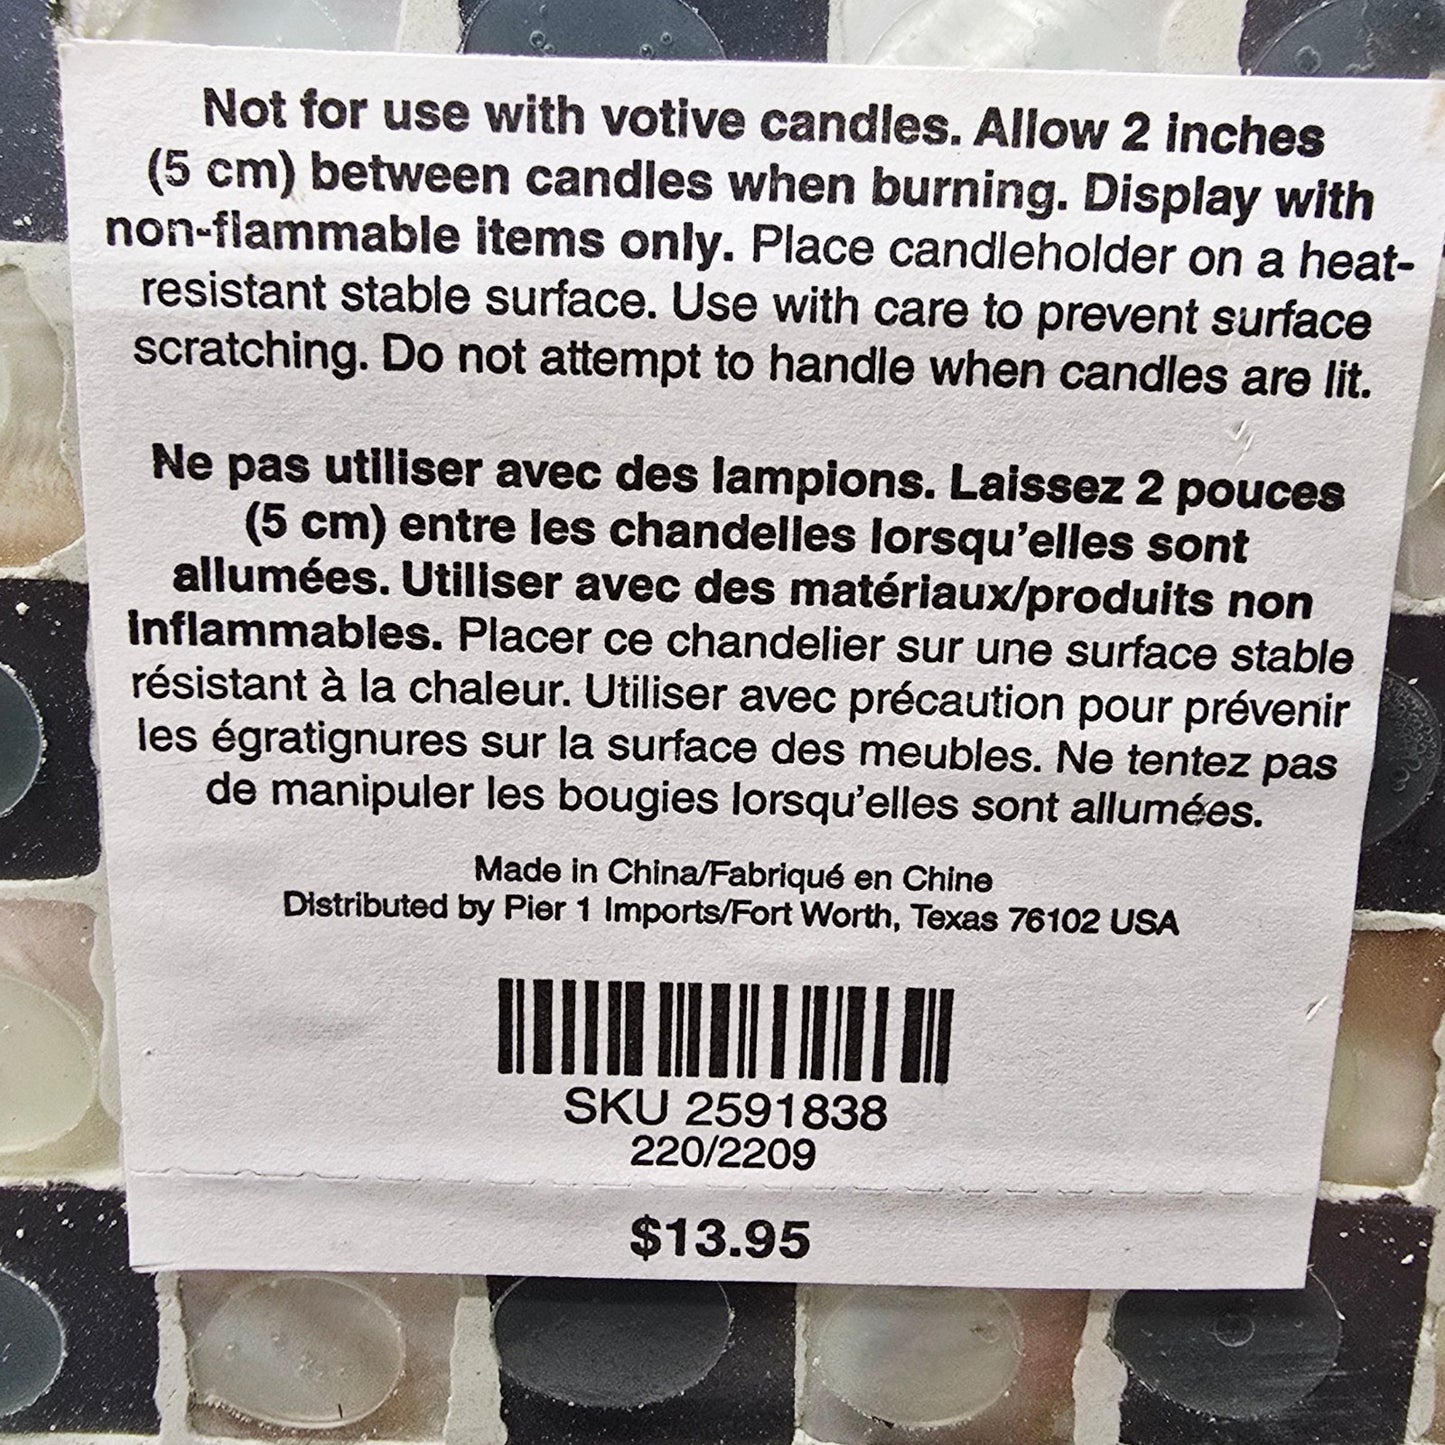 Not for use with votive candles. Allow 2 inches
(5 cm) between candles when burning. Display with
non-flammable items only. Place candleholder on a heat-
resistant stable surface. Use with care to prevent surface
scratching. Do not attempt to handle when candles are lit.
Ne pas utiliser avec des lampions. Laissez 2 pouces
(5 cm) entre les chandelles lorsqu'elles sont
allumées. Utiliser avec des matériaux/produits non
inflammables. Placer ce chandelier sur une surface stable
résistant à la chaleur. Utiliser avec précaution pour prévenir
les égratignures sur la surface des meubles. Ne tentez pas
de manipuler les bougies lorsqu'elles sont allumées.
Made in China/Fabriqué en Chine
Distributed by Pier 1 Imports/Fort Worth, Texas 76102 USA
SKU 2591838
220/2209
$13.95